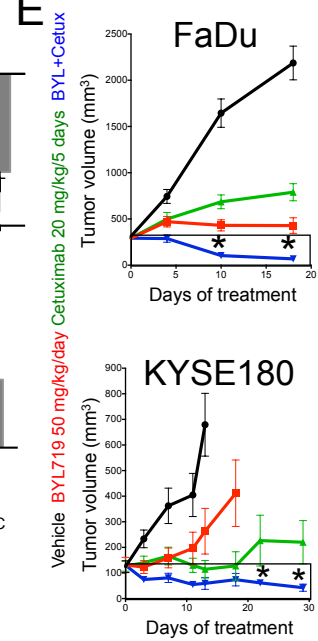 E
Vehicle BYL719 50 mg/kg/day Cetuximab 20 mg/kg/5 days BYL+Cetux
FaDu
Tumor volume (mm³)
2500
2000
1500
1000
500
0
* *
0 5 10 15 20
Days of treatment
KYSE180
Tumor volume (mm³)
900
800
700
600
500
400
300
200
100
0
* *
0 10 20 30
Days of treatment
C